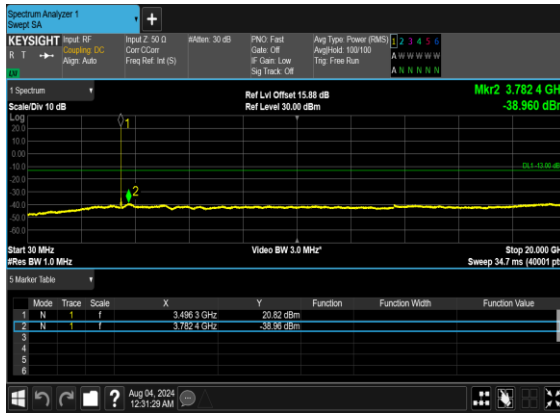 Spectrum Analyzer 1
Swept SA
+
KEYSIGHT Input: RF Input Z: 50 Ω #Atten: 30 dB PNO: Fast Avg Type: Power (RMS) 1 2 3 4 5 6
R T Coupling: DC Corr CCorr Gate: Off Avg|Hold: 100/100 A W W W W W
Align: Auto Freq Ref: Int (S) IF Gain: Low Trig: Free Run
Sig Track: Off A N N N N N
1 Spectrum Ref Lvl Offset 15.88 dB Mkr2 3.782 4 GH
Scale/Div 10 dB Ref Level 30.00 dBm -38.960 dBr
Log
20.0
10.0
0.00
-10.0
DL1 -13.00 dB
-20.0
-30.0
-40.0
-50.0
-60.0
1
2
Start 30 MHz Video BW 3.0 MHz* Stop 20.000 GH
#Res BW 1.0 MHz Sweep 34.7 ms (40001 pts
5 Marker Table
Mode Trace Scale X Y Function Function Width Function Value
1 N 1 f 3.496 3 GHz 20.82 dBm
2 N 1 f 3.782 4 GHz -38.96 dBm
3
4
5
6
? Aug 04, 2024
12:31:29 AM